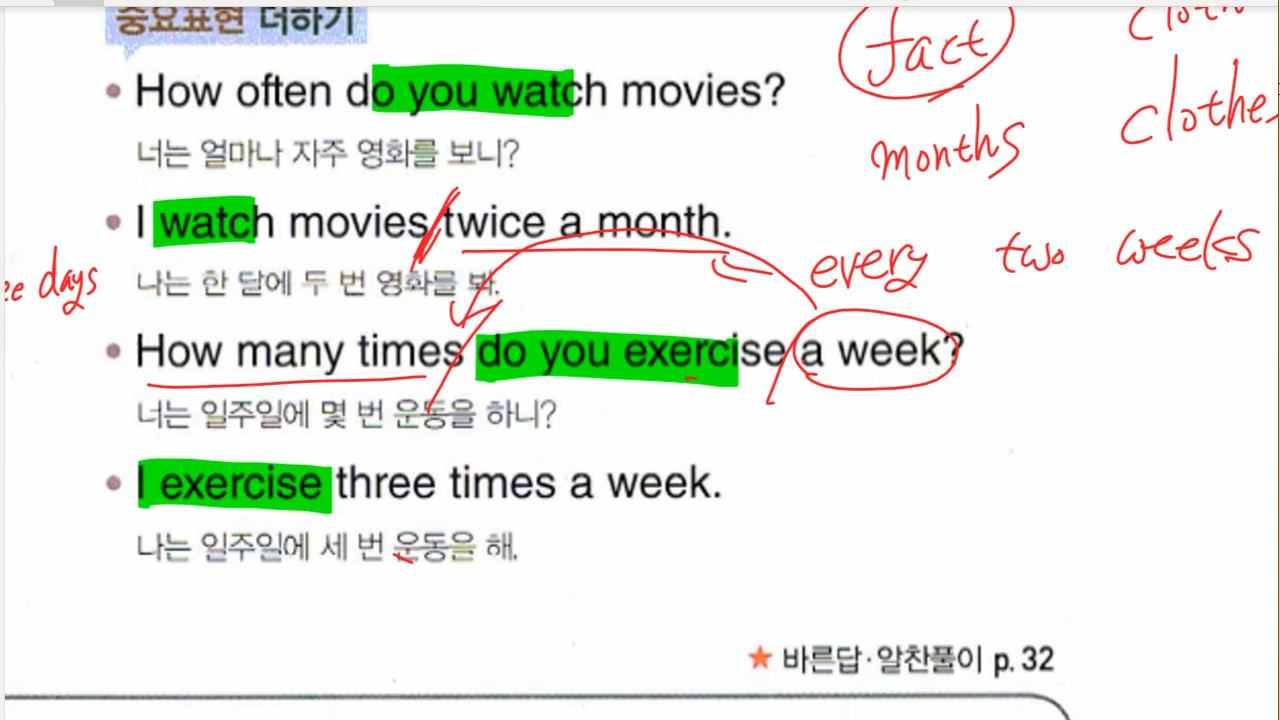 중요표현 더하기
fact
months
clothes
How often do you watch movies?
너는 얼마나 자주 영화를 보니?
I watch movies twice a month.
나는 한 달에 두 번 영화를 봐.
every two weeks
days
How many times do you exercise a week?
너는 일주일에 몇 번 운동을 하니?
I exercise three times a week.
나는 일주일에 세 번 운동을 해.
★ 바른답·알찬풀이 p. 32